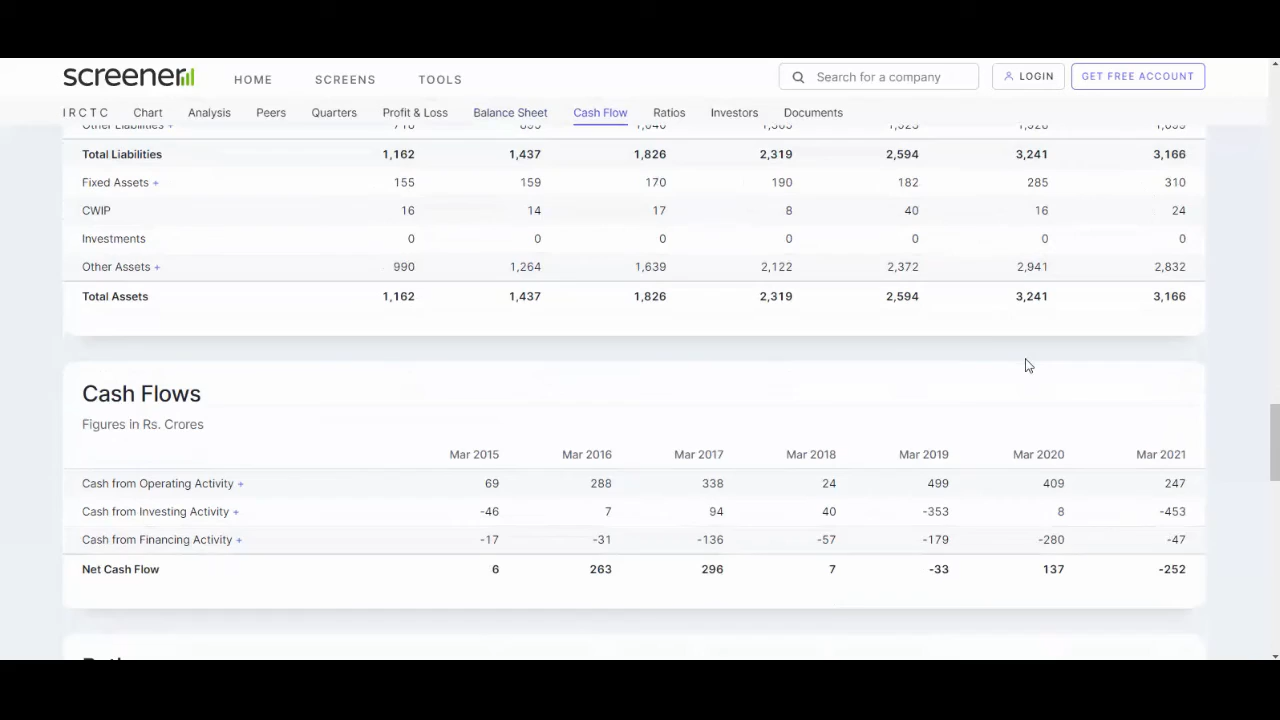 screener HOME SCREENS TOOLS Search for a company LOGIN GET FREE ACCOUNT
IRCTC Chart Analysis Peers Quarters Profit & Loss Balance Sheet Cash Flow Ratios Investors Documents
Other Liabilities +
Total Liabilities 1,162 1,437 1,826 2,319 2,594 3,241 3,166
Fixed Assets + 155 159 170 190 182 285 310
CWIP 16 14 17 8 40 16 24
Investments 0 0 0 0 0 0 0
Other Assets + 990 1,264 1,639 2,122 2,372 2,941 2,832
Total Assets 1,162 1,437 1,826 2,319 2,594 3,241 3,166
Cash Flows
Figures in Rs. Crores
Mar 2015 Mar 2016 Mar 2017 Mar 2018 Mar 2019 Mar 2020 Mar 2021
Cash from Operating Activity + 69 288 338 24 499 409 247
Cash from Investing Activity + -46 7 94 40 -353 8 -453
Cash from Financing Activity + -17 -31 -136 -57 -179 -280 -47
Net Cash Flow 6 263 296 7 -33 137 -252